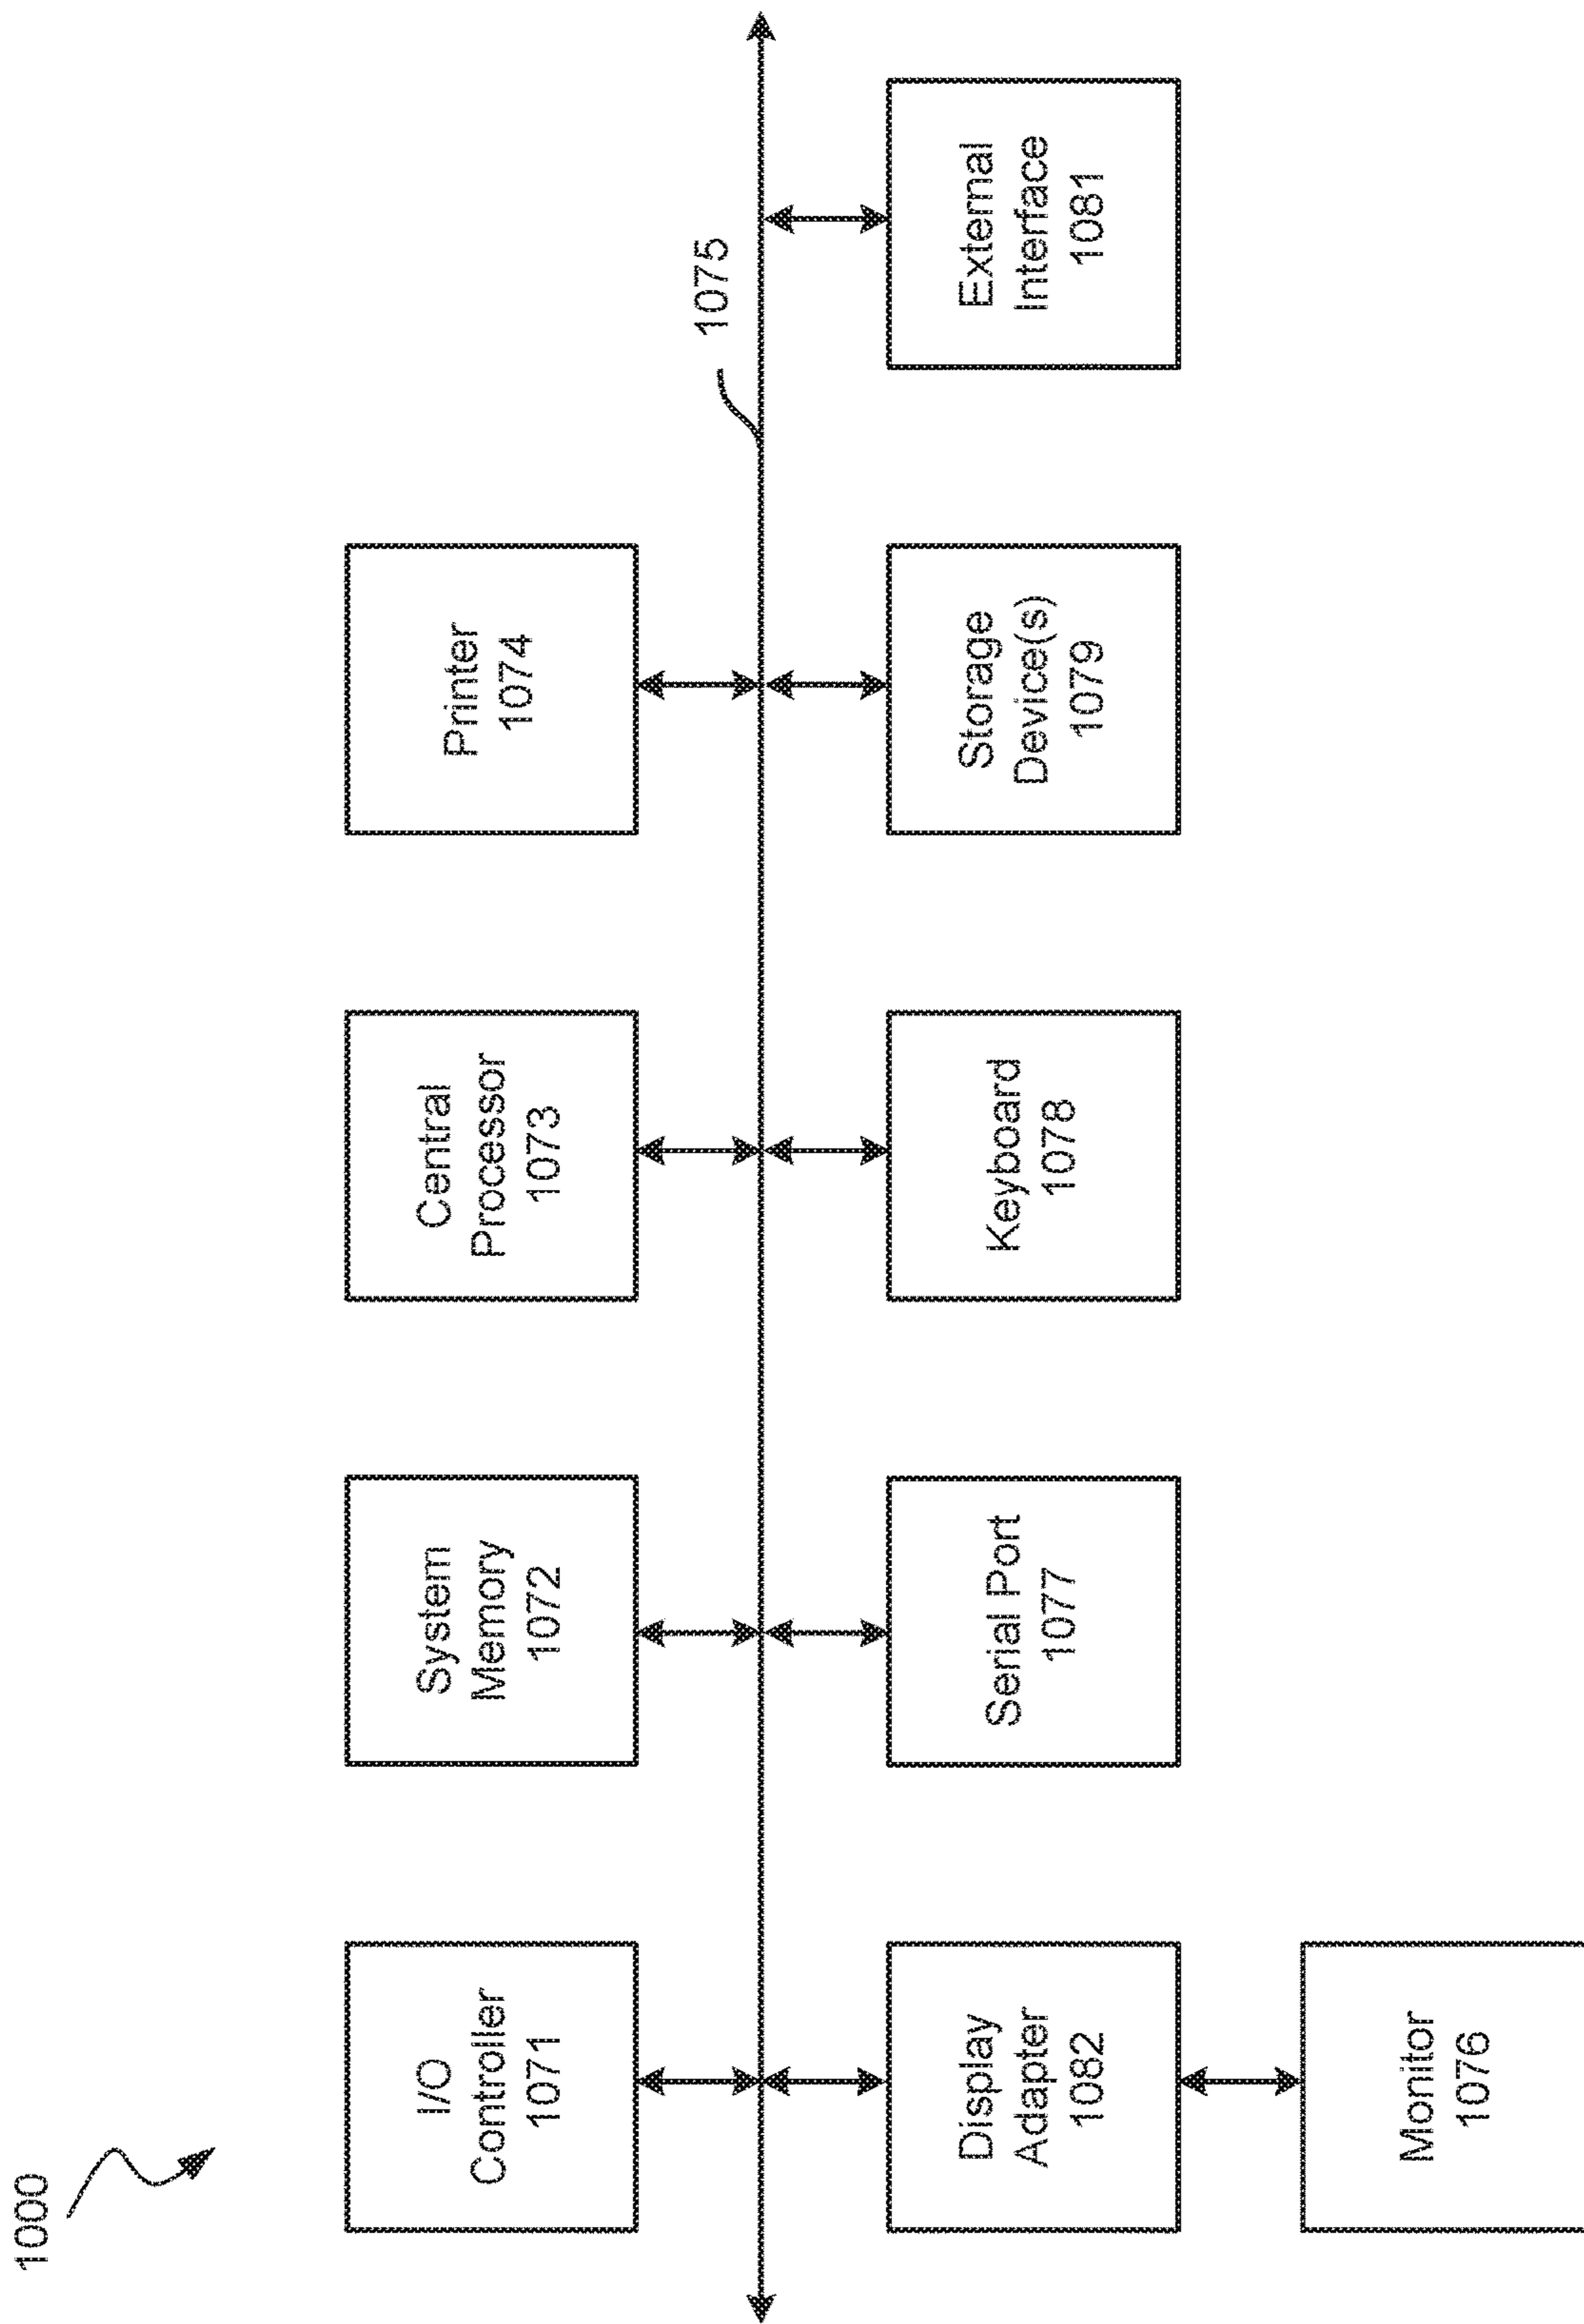 1000
I/O
Controller
1071
System
Memory
1072
Central
Processor
1073
Printer
1074
1075
Display
Adapter
1082
Serial Port
1077
Keyboard
1078
Storage
Device(s)
1079
External
Interface
1081
Monitor
1076